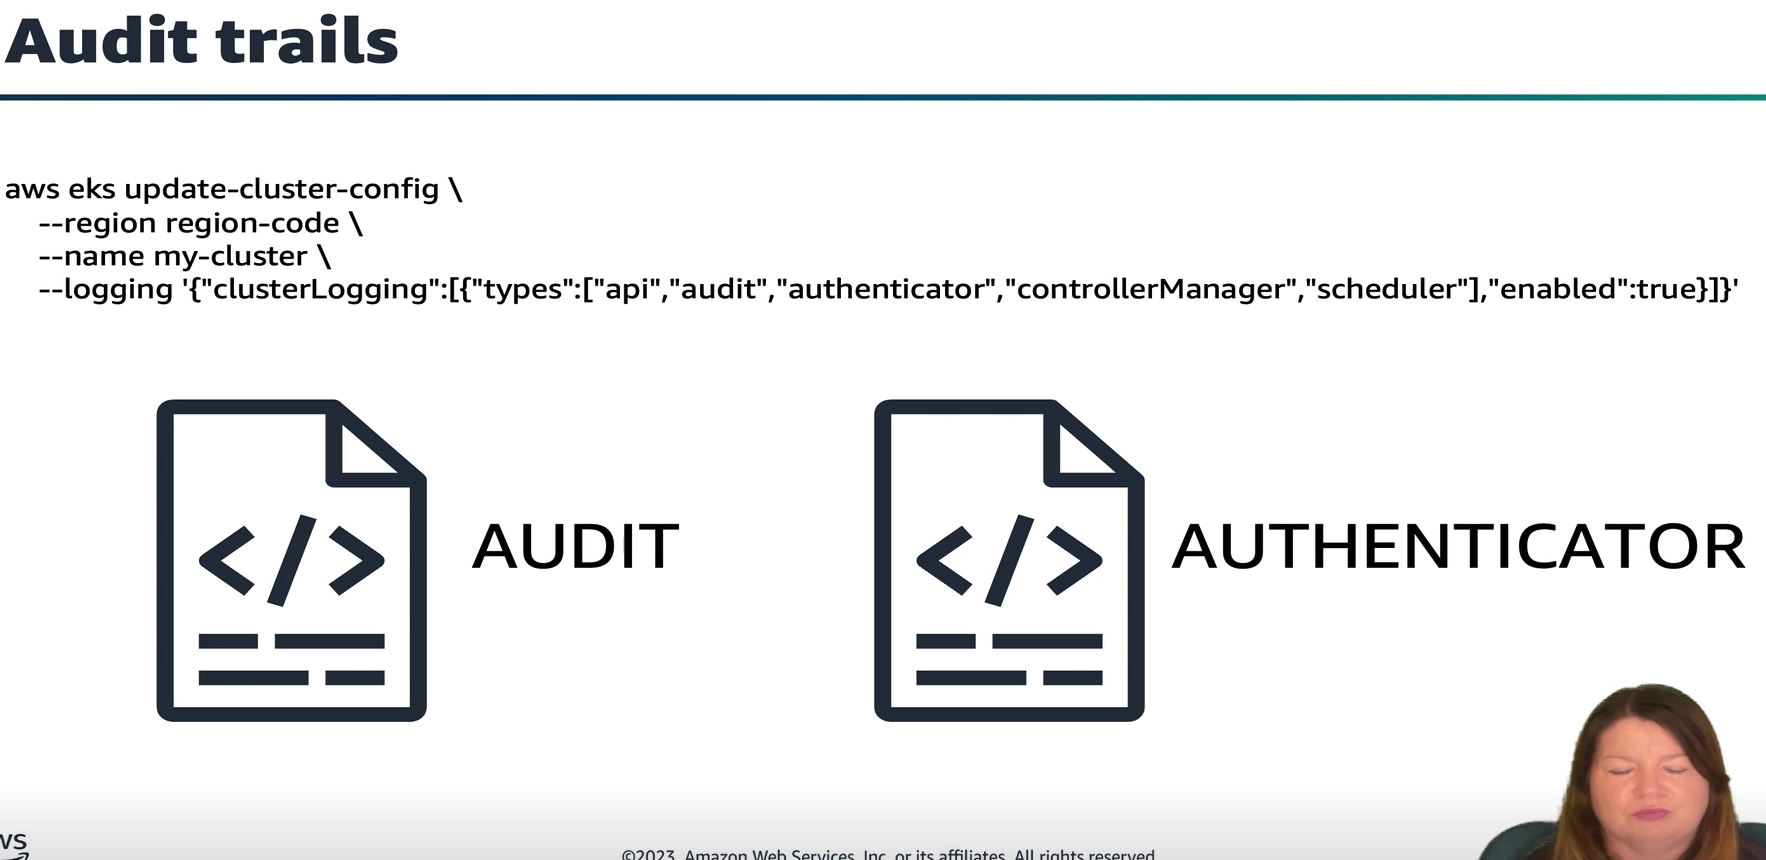 Audit trails
aws eks update-cluster-config \
--region region-code \
--name my-cluster \
--logging '{"clusterLogging":[{"types":["api","audit","authenticator","controllerManager","scheduler"],"enabled":true}]}'
</>
AUDIT
</>
AUTHENTICATOR
ws
©2023, Amazon Web Services, Inc. or its affiliates. All rights reserved.